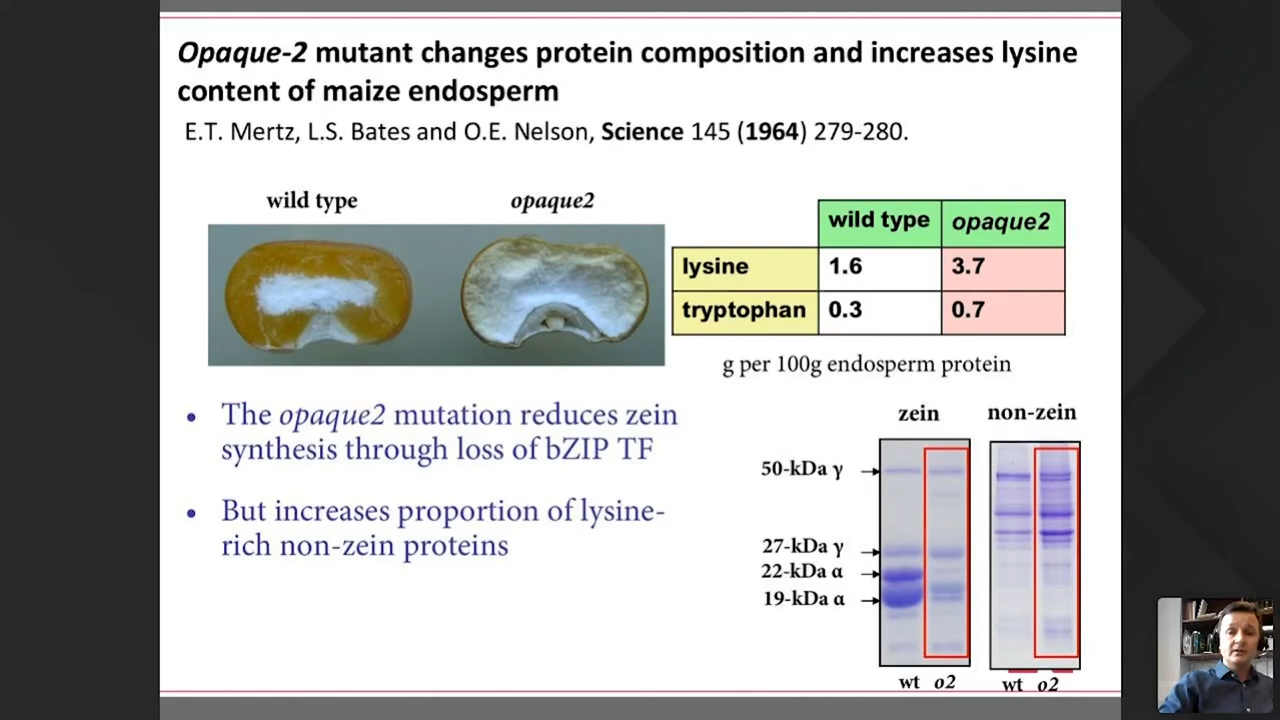 Opaque-2 mutant changes protein composition and increases lysine
content of maize endosperm
E.T. Mertz, L.S. Bates and O.E. Nelson, Science 145 (1964) 279-280.
wild type
opaque2
wild type
opaque2
lysine
1.6
3.7
tryptophan
0.3
0.7
g per 100g endosperm protein
• The opaque2 mutation reduces zein
synthesis through loss of bZIP TF
• But increases proportion of lysine-
rich non-zein proteins
zein
non-zein
50-kDa γ
27-kDa γ
22-kDa α
19-kDa α
wt
o2
wt
o2